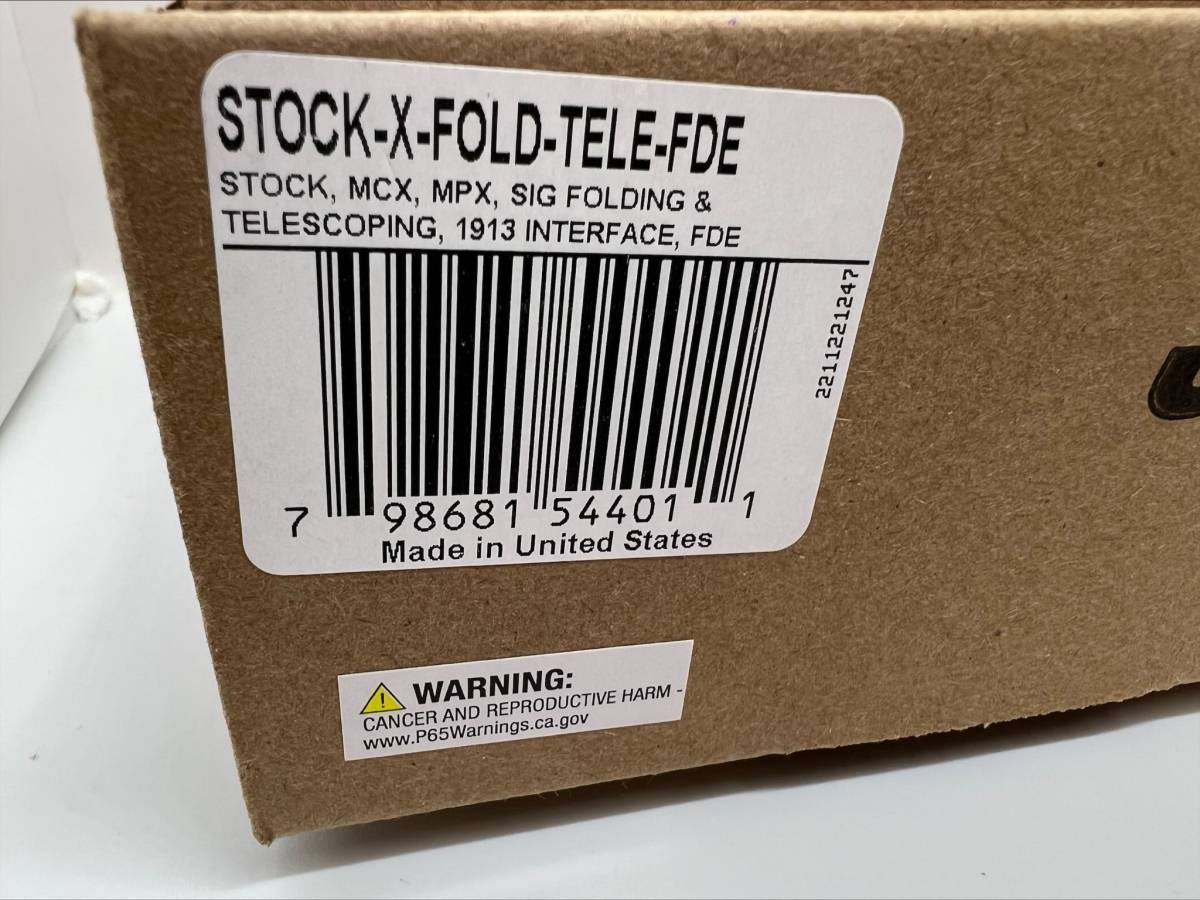 STOCK-X-FOLD-TELE-FDE
STOCK, MCX, MPX, SIG FOLDING &
TELESCOPING, 1913 INTERFACE, FDE
2211221247
7 98681 54401 1
Made in United States
WARNING:
CANCER AND REPRODUCTIVE HARM -
www.P65Warnings.ca.gov